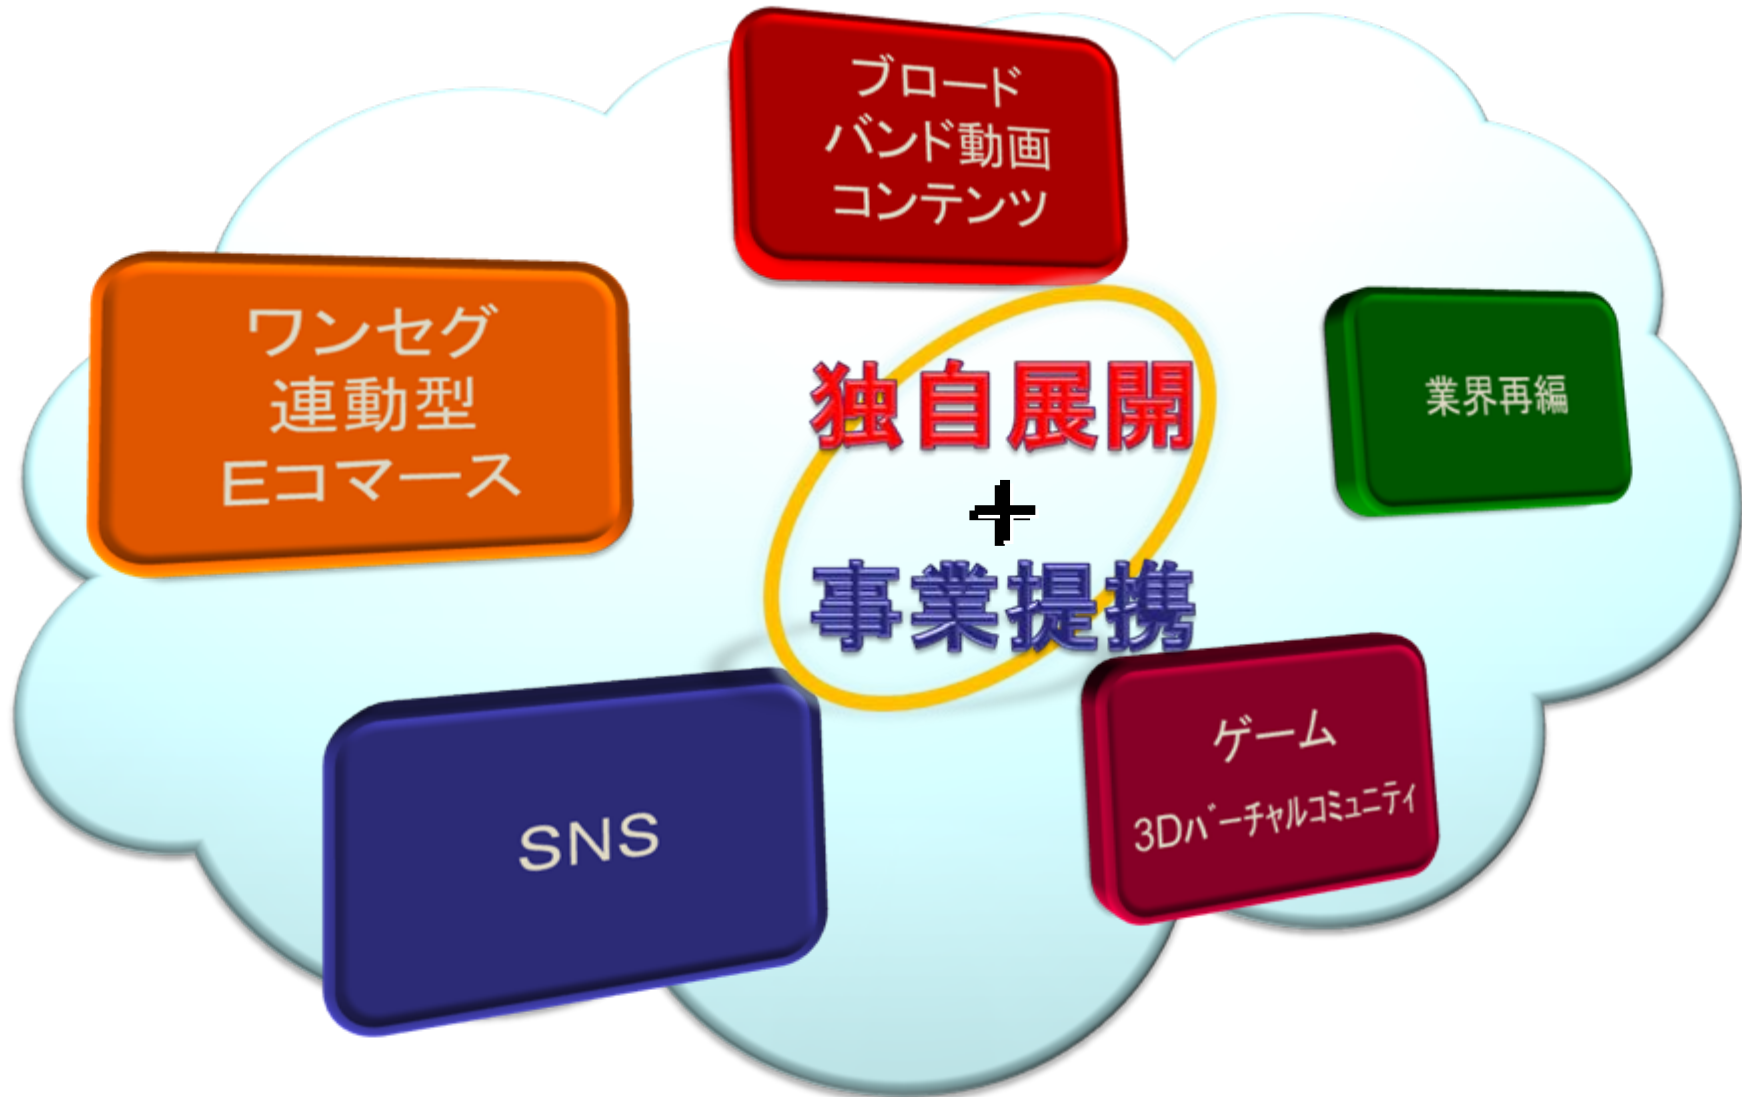 ブロード
バンド動画
コンテンツ
ワンセグ
連動型
Eコマース
独自展開
+
事業提携
業界再編
SNS
ゲーム
3Dバーチャルコミュニティ